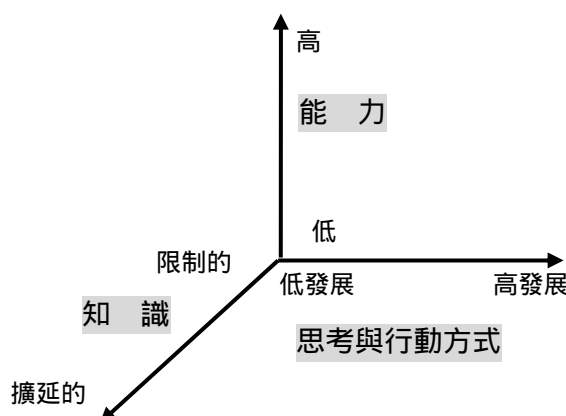 高
能　力
低
限制的
低發展
高發展
知　識
思考與行動方式
擴延的